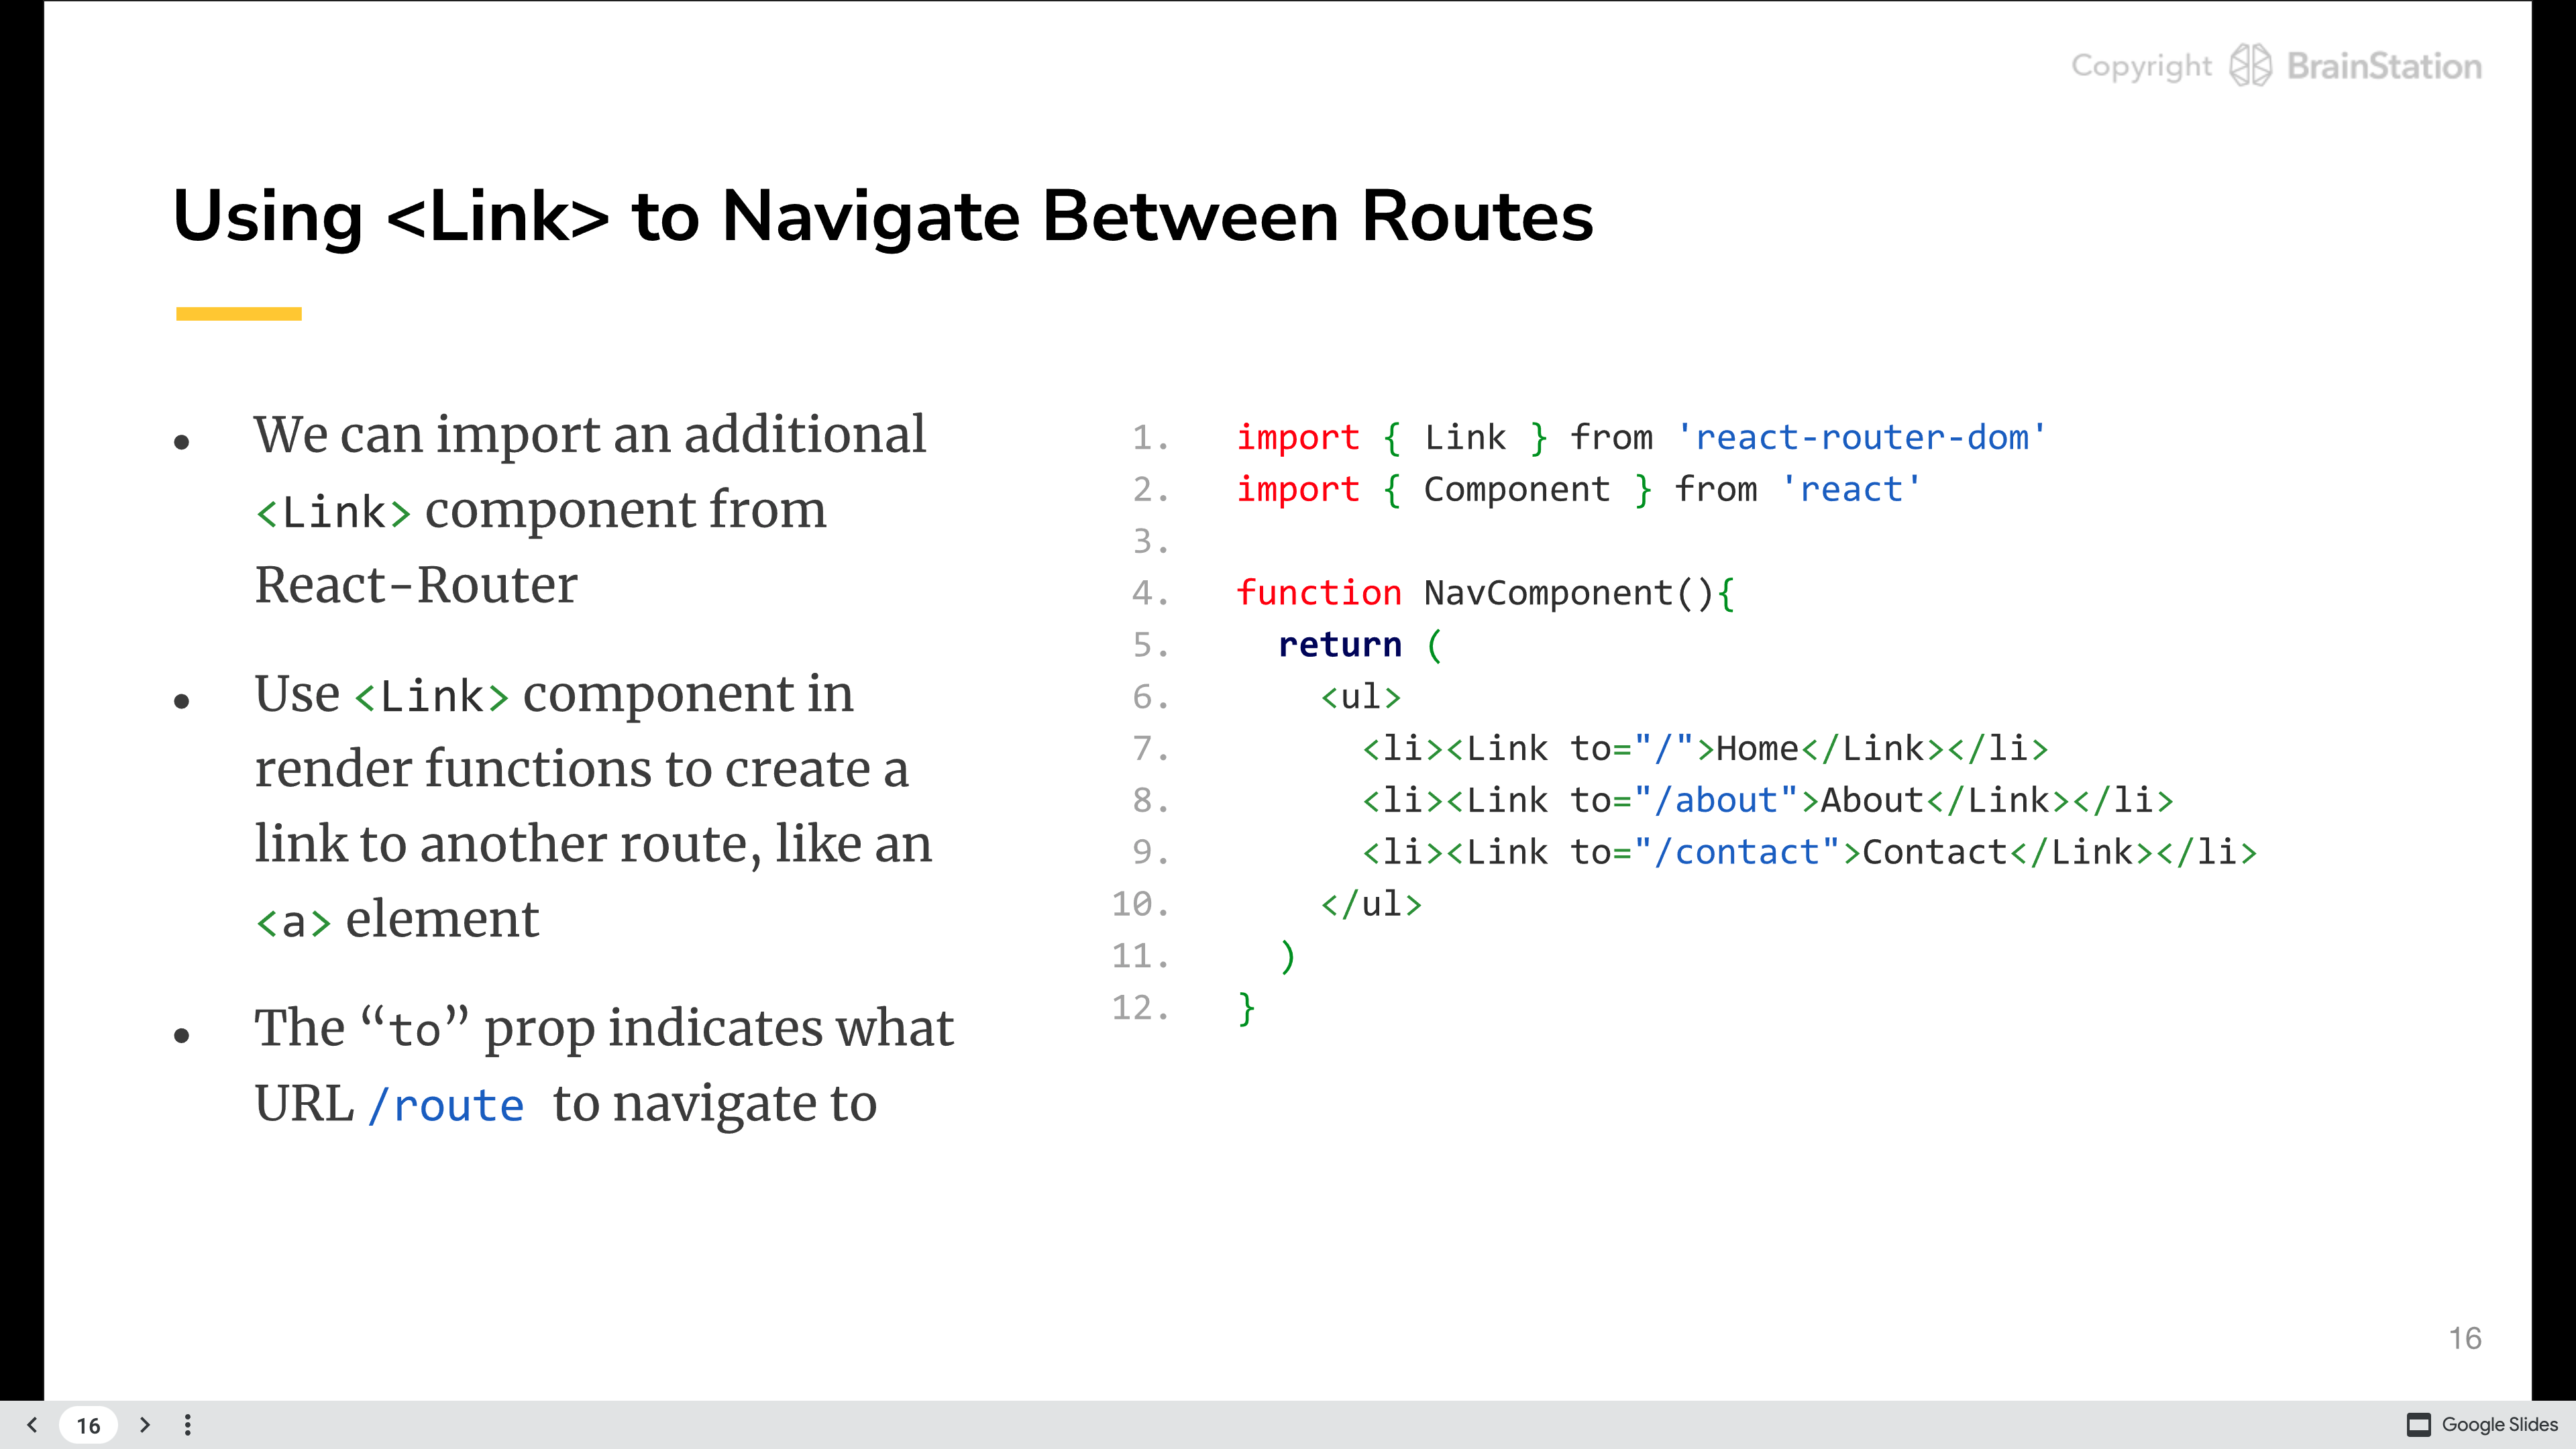 Copyright BrainStation
Using <Link> to Navigate Between Routes
● We can import an additional
<Link> component from
React-Router
● Use <Link> component in
render functions to create a
link to another route, like an
<a> element
● The “to” prop indicates what
URL /route to navigate to
1. import { Link } from 'react-router-dom'
2. import { Component } from 'react'
3.
4. function NavComponent(){
5.   return (
6.     <ul>
7.       <li><Link to="/">Home</Link></li>
8.       <li><Link to="/about">About</Link></li>
9.       <li><Link to="/contact">Contact</Link></li>
10.     </ul>
11.   )
12. }
16
16
Google Slides